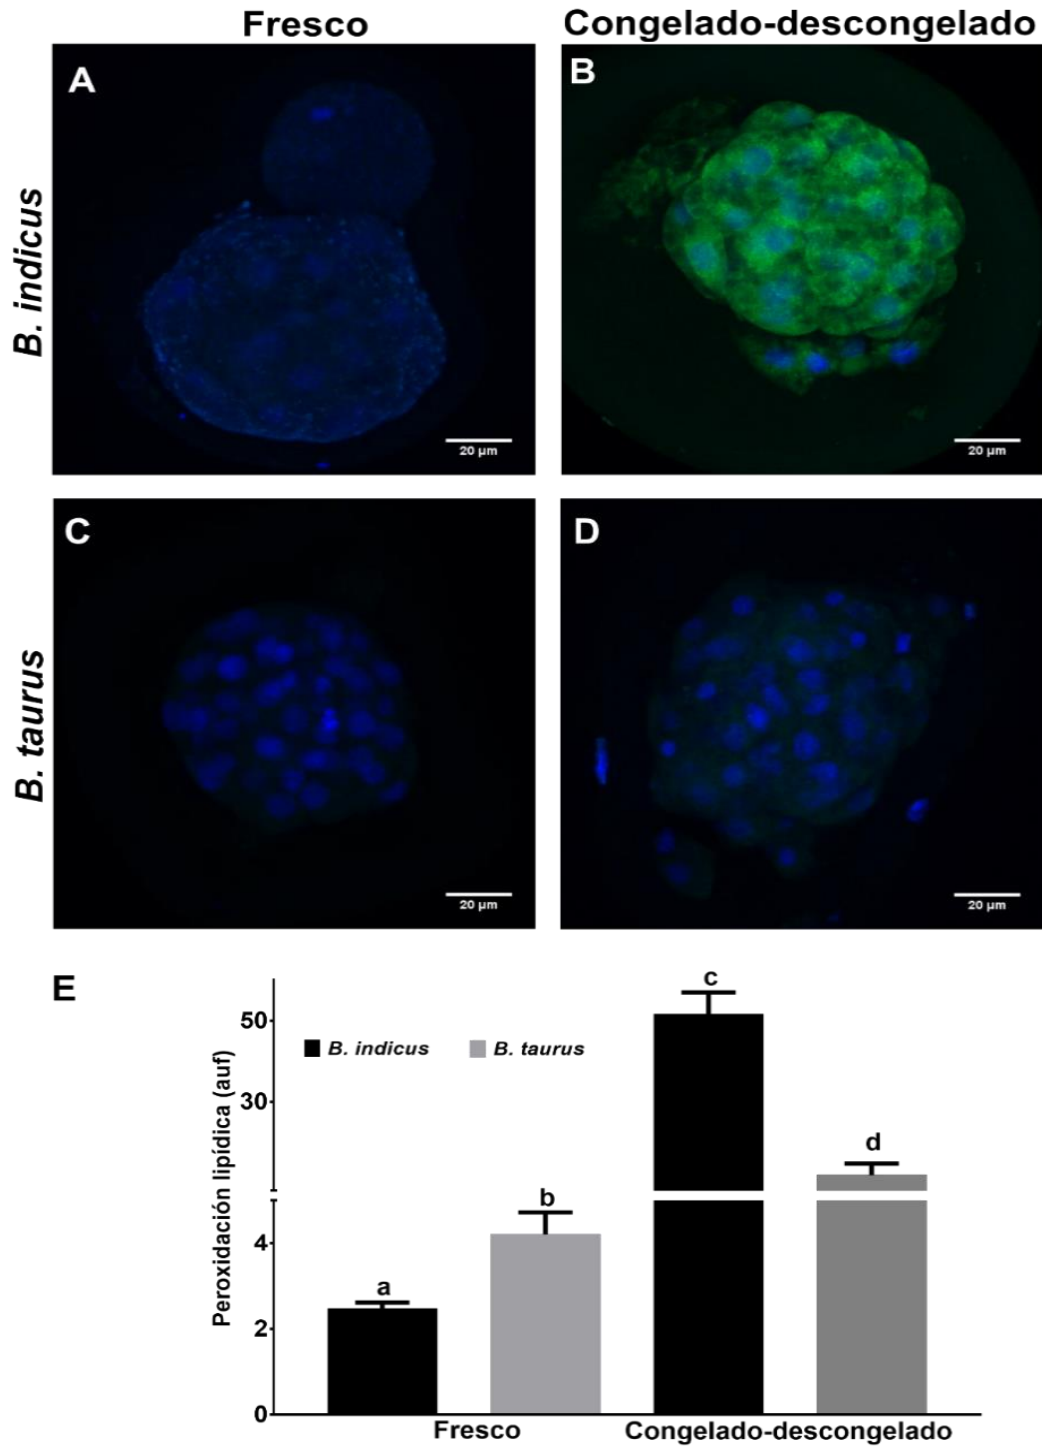 Fresco
Congelado-descongelado
A
B
B. indicus
20 µm
20 µm
C
D
B. taurus
20 µm
20 µm
E
c
50
B. indicus
B. taurus
Peroxidación lipídica (auf)
30
d
b
4
a
2
0
Fresco
Congelado-descongelado